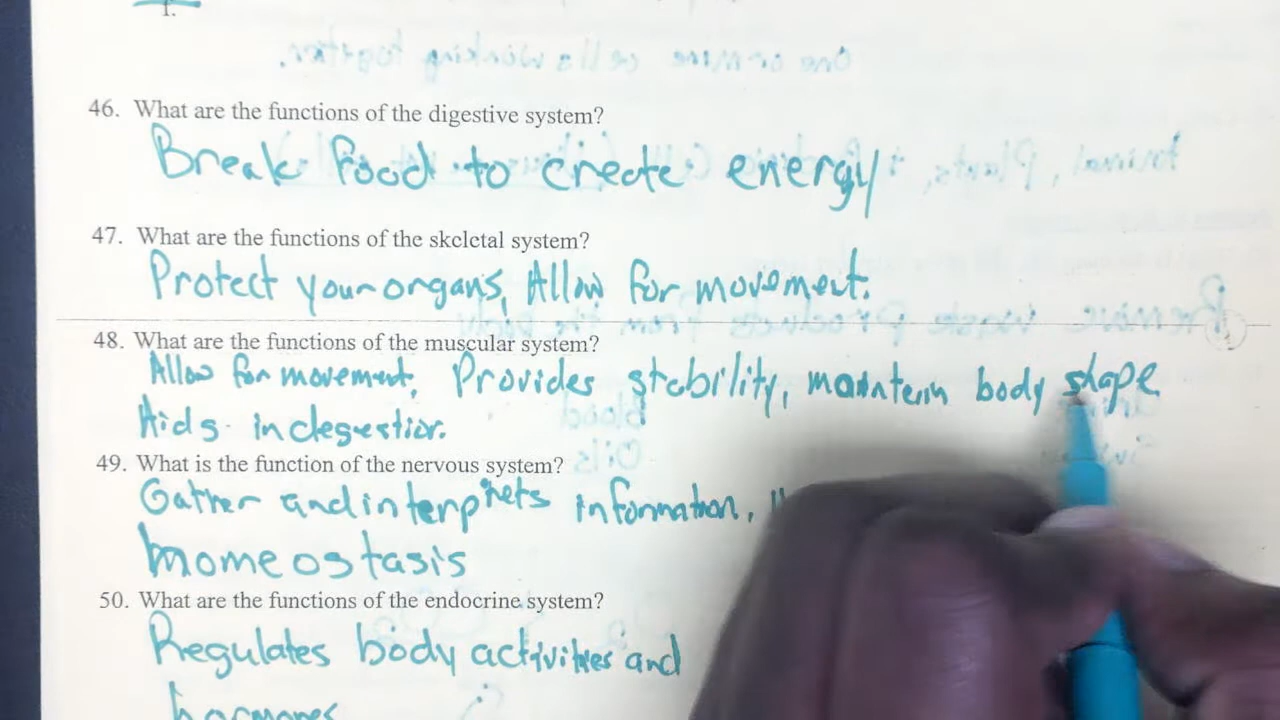 1.
46. What are the functions of the digestive system?
Break food to create energy
47. What are the functions of the skeletal system?
Protect your organs, Allow for movement.
48. What are the functions of the muscular system?
Allow for movement, Provides stability, maintain body shape
Aids in degestion.
49. What is the function of the nervous system?
Gather and interprets information,
homeostasis
50. What are the functions of the endocrine system?
Regulates body activities and
hormones